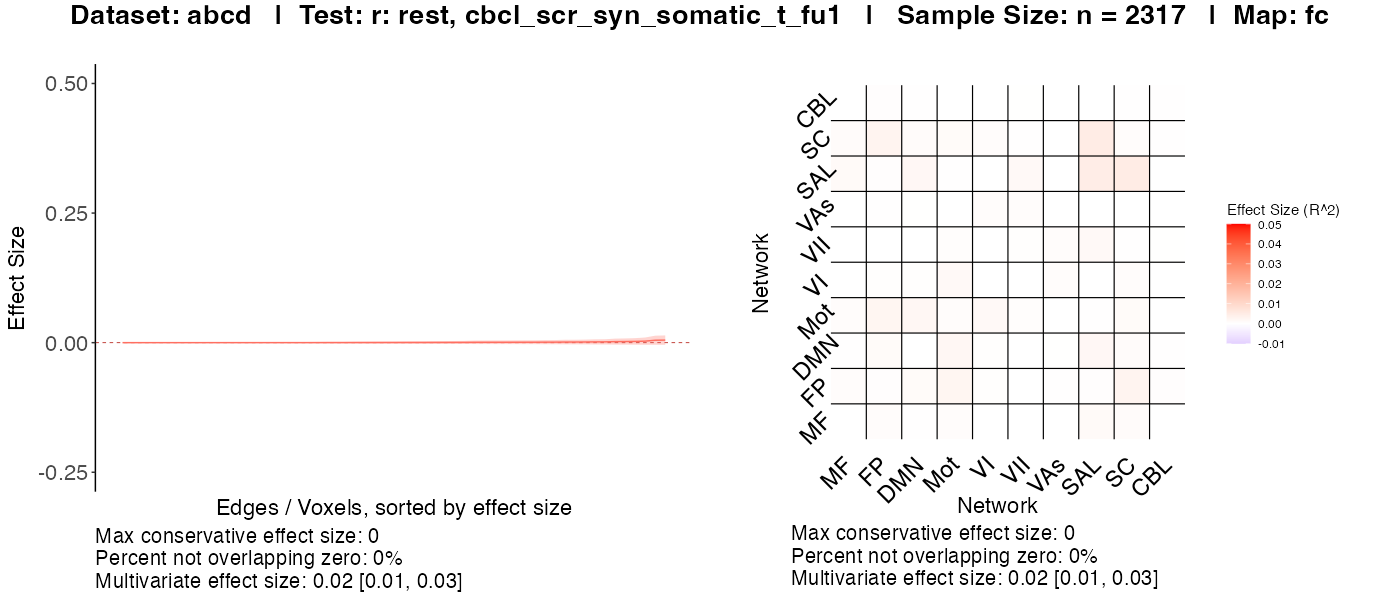 Dataset: abcd | Test: r: rest, cbcl_scr_syn_somatic_t_fu1 | Sample Size: n = 2317 | Map: fc
Effect Size
0.50
0.25
0.00
-0.25
Edges / Voxels, sorted by effect size
Max conservative effect size: 0
Percent not overlapping zero: 0%
Multivariate effect size: 0.02 [0.01, 0.03]
Network
CBL
SC
SAL
VAs
VII
VI
Mot
DMN
FP
MF
MF FP DMN Mot VI VII VAs SAL SC CBL
Network
Max conservative effect size: 0
Percent not overlapping zero: 0%
Multivariate effect size: 0.02 [0.01, 0.03]
Effect Size (R^2)
0.05
0.04
0.03
0.02
0.01
0.00
-0.01